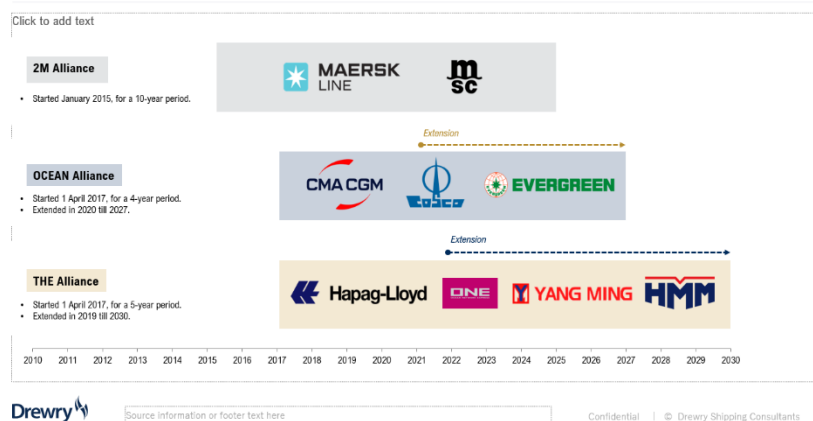 Click to add text
2M Alliance
MAERSK
LINE
m
sc
• Started January 2015, for a 10-year period.
Extension
OCEAN Alliance
CMA CGM
COSCO
EVERGREEN
• Started 1 April 2017, for a 4-year period.
• Extended in 2020 till 2027.
Extension
THE Alliance
Hapag-Lloyd
ONE
YANG MING
HMM
• Started 1 April 2017, for a 5-year period.
• Extended in 2019 till 2030.
2010 2011 2012 2013 2014 2015 2016 2017 2018 2019 2020 2021 2022 2023 2024 2025 2026 2027 2028 2029 2030
Drewry
Source information or footer text here
Confidential | © Drewry Shipping Consultants